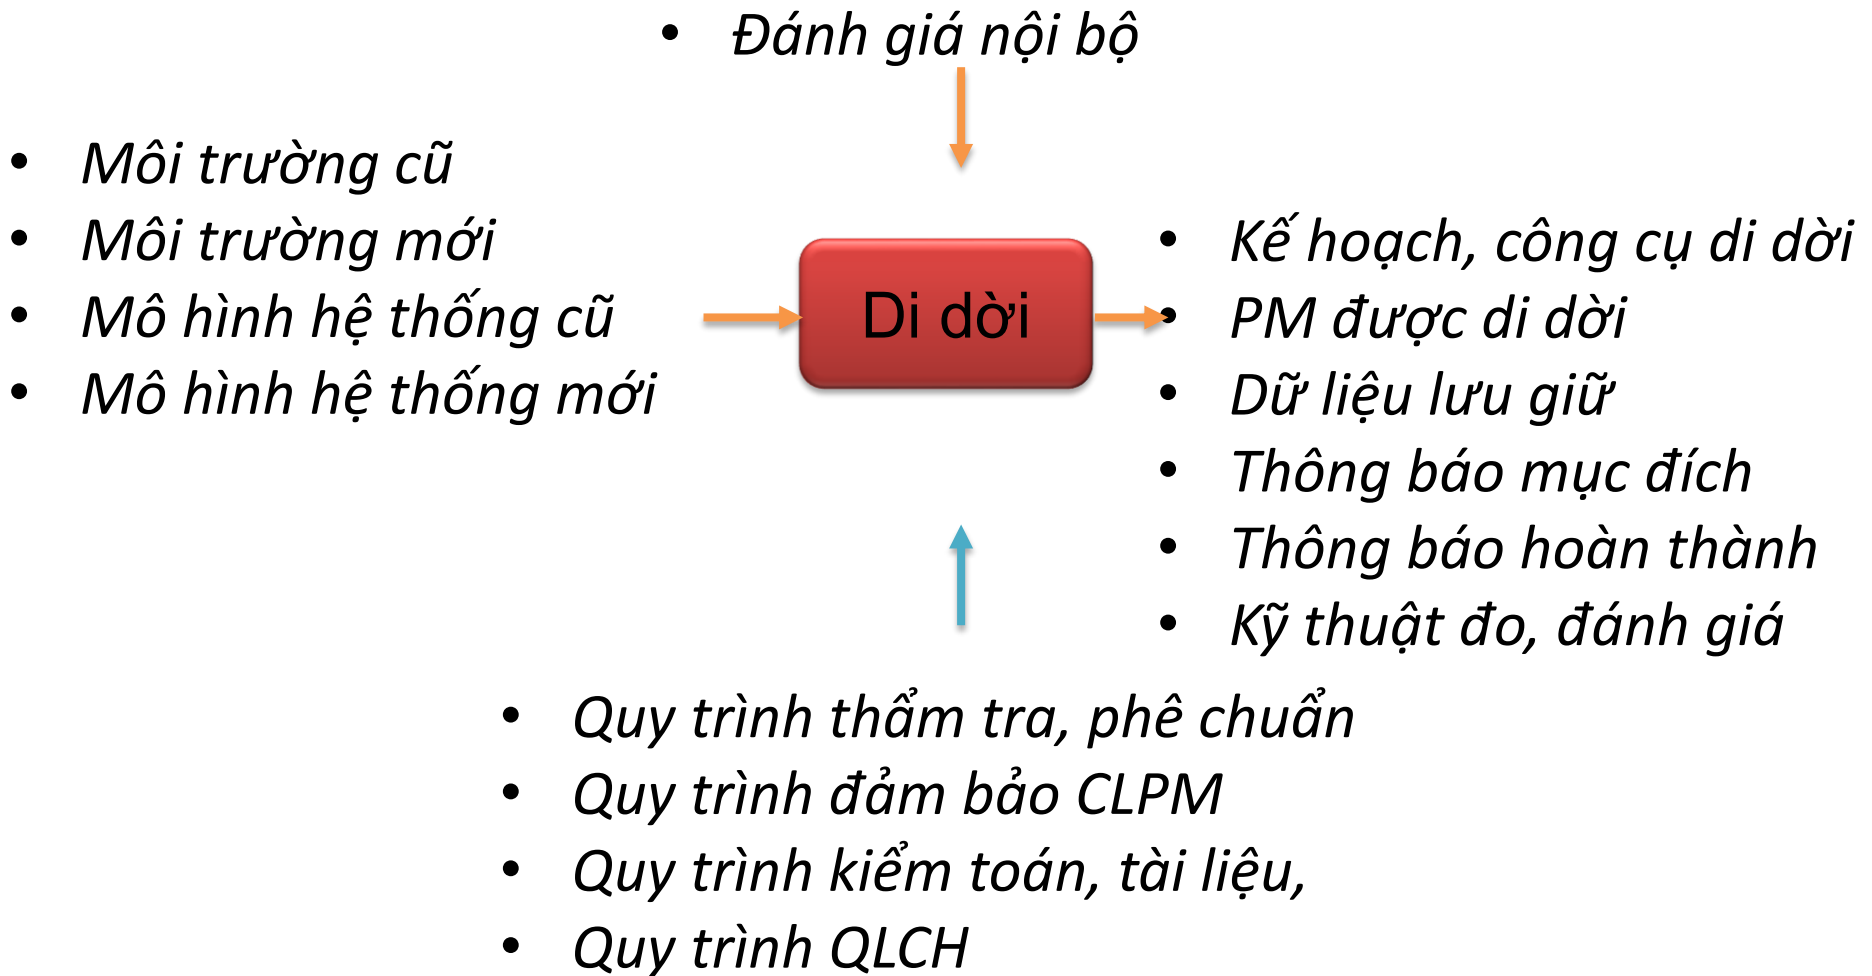 • Đánh giá nội bộ
• Môi trường cũ
• Môi trường mới
• Mô hình hệ thống cũ
• Mô hình hệ thống mới
Di dời
• Kế hoạch, công cụ di dời
• PM được di dời
• Dữ liệu lưu giữ
• Thông báo mục đích
• Thông báo hoàn thành
• Kỹ thuật đo, đánh giá
• Quy trình thẩm tra, phê chuẩn
• Quy trình đảm bảo CLPM
• Quy trình kiểm toán, tài liệu,
• Quy trình QLCH